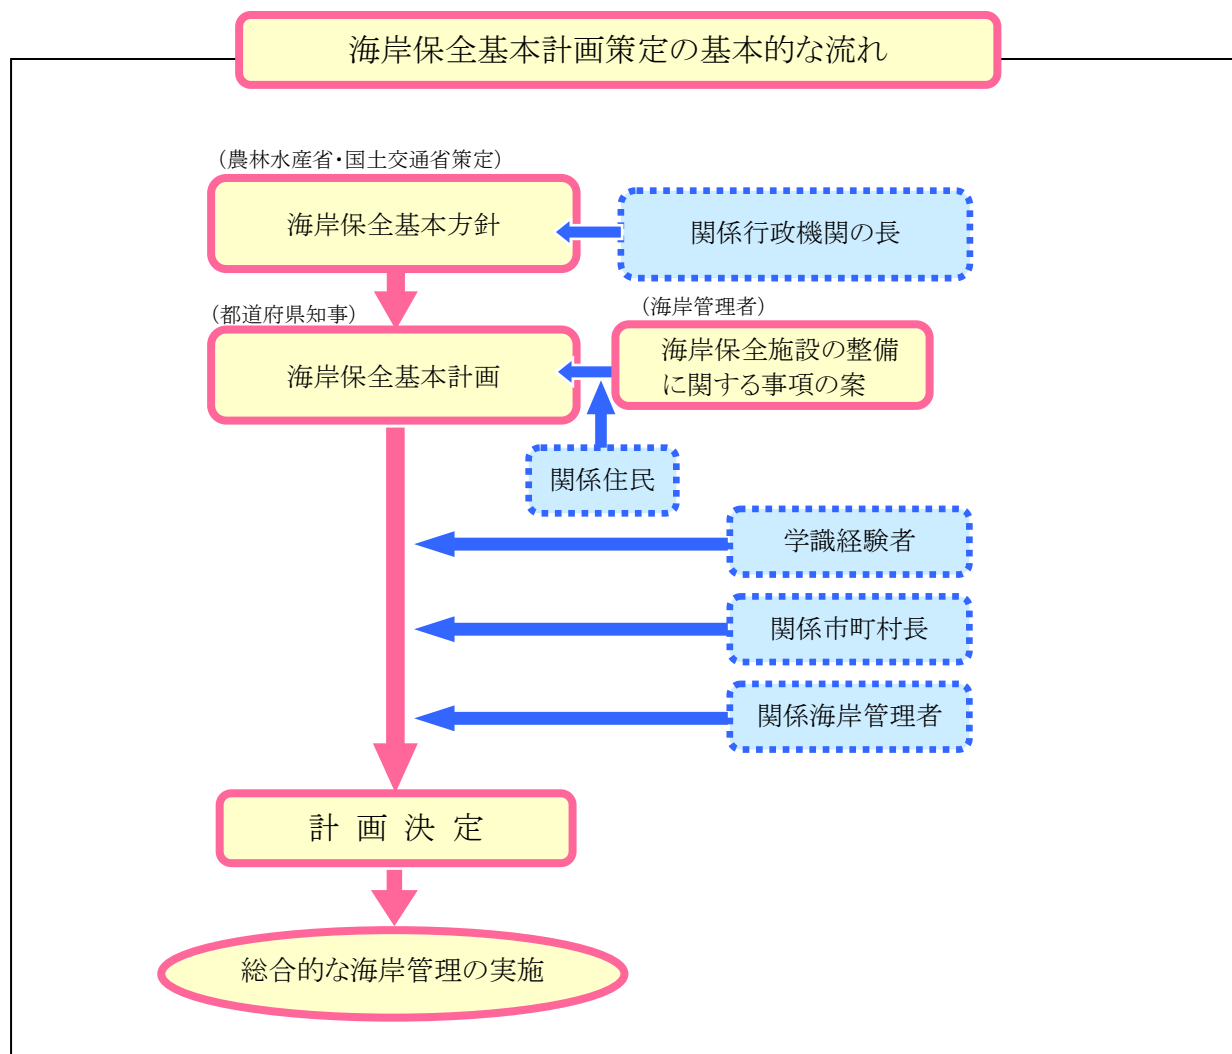 海岸保全基本計画策定の基本的な流れ
（農林水産省・国土交通省策定）
海岸保全基本方針
関係行政機関の長
（都道府県知事）
（海岸管理者）
海岸保全基本計画
海岸保全施設の整備
に関する事項の案
関係住民
学識経験者
関係市町村長
関係海岸管理者
計 画 決 定
総合的な海岸管理の実施